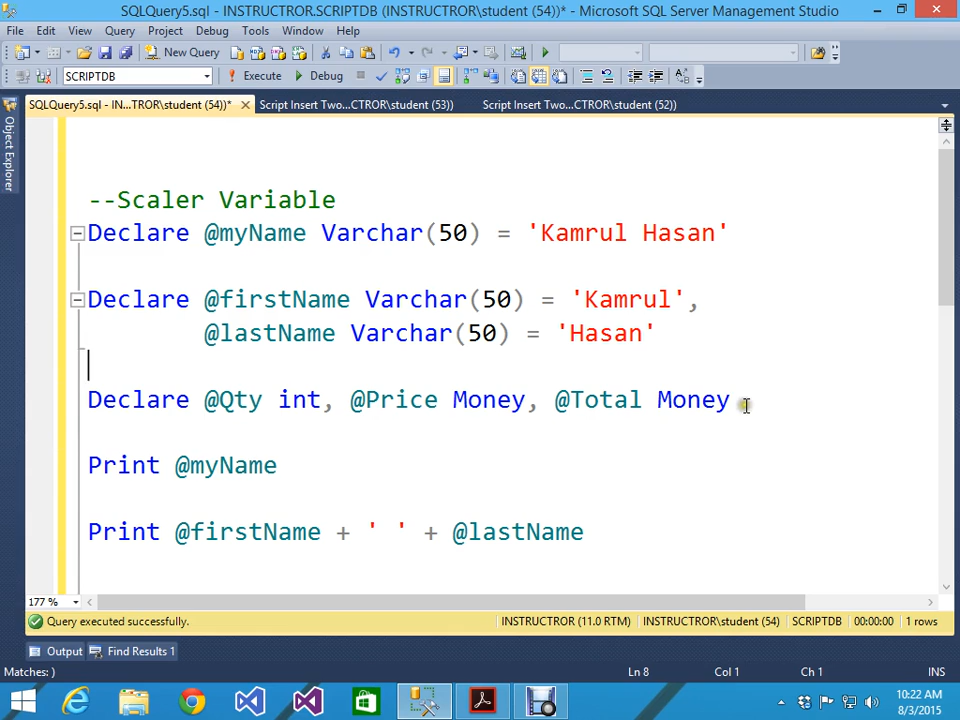 SQLQuery5.sql - INSTRUCTROR.SCRIPTDB (INSTRUCTROR\student (54))* - Microsoft SQL Server Management Studio
File Edit View Query Project Debug Tools Window Help
New Query
SCRIPTDB Execute Debug
SQLQuery5.sql - IN...TROR\student (54))* Script Insert Two...CTROR\student (53)) Script Insert Two...CTROR\student (52))
Object Explorer
--Scaler Variable
Declare @myName Varchar(50) = 'Kamrul Hasan'
Declare @firstName Varchar(50) = 'Kamrul',
@lastName Varchar(50) = 'Hasan'
Declare @Qty int, @Price Money, @Total Money
Print @myName
Print @firstName + ' ' + @lastName
177 %
Query executed successfully. INSTRUCTROR (11.0 RTM) INSTRUCTROR\student (54) SCRIPTDB 00:00:00 1 rows
Output Find Results 1
Matches: ) Ln 8 Col 1 Ch 1 INS
10:22 AM
8/3/2015